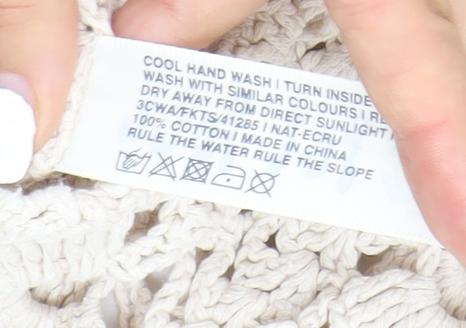 COOL HAND WASH | TURN INSIDE
WASH WITH SIMILAR COLOURS |
DRY AWAY FROM DIRECT SUNLIGHT
3CWA/FKTS/41285 | NAT-ECRU
100% COTTON | MADE IN CHINA
RULE THE WATER RULE THE SLOPE